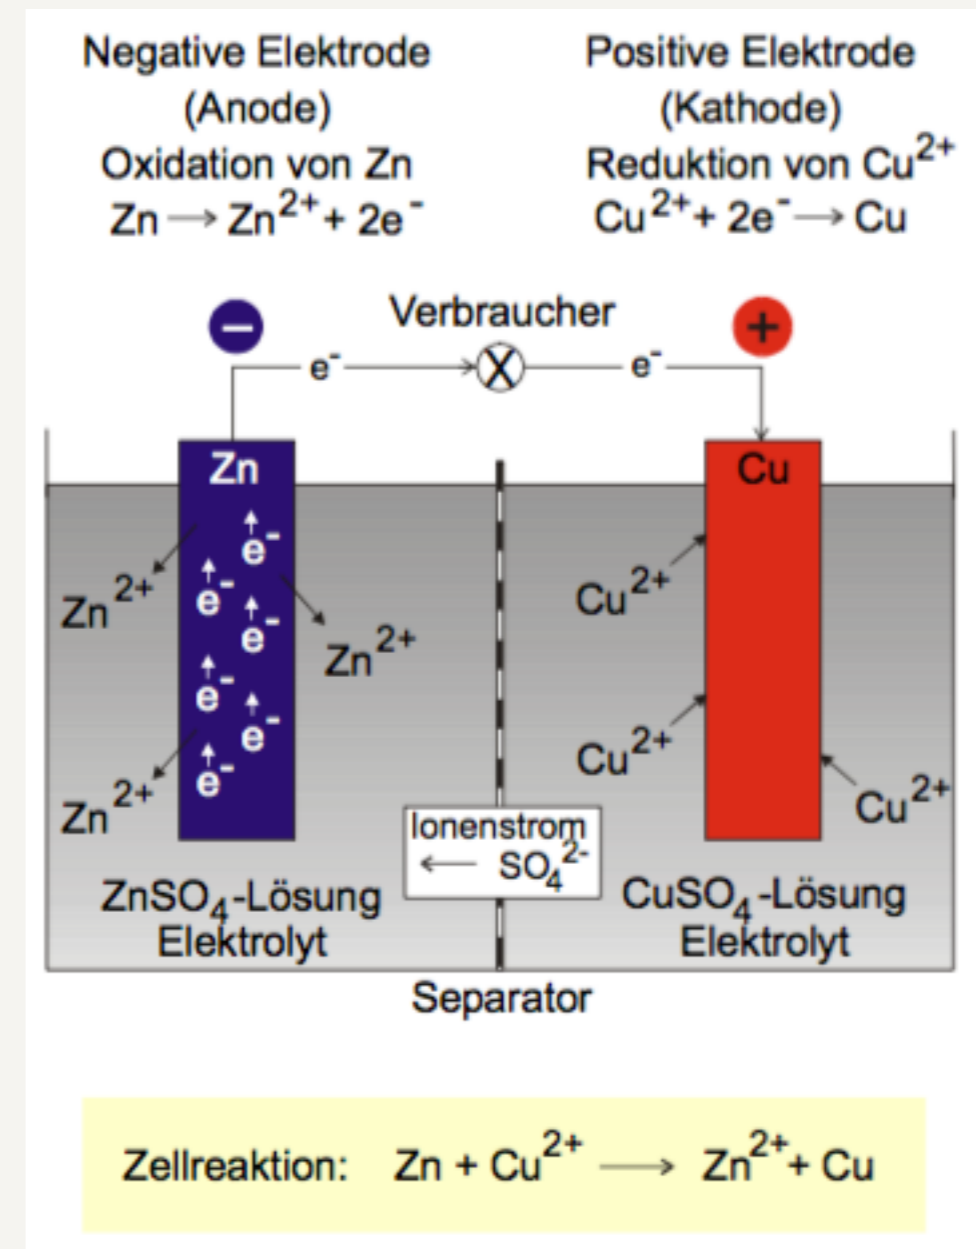 Negative Elektrode
(Anode)
Oxidation von Zn
Zn → Zn²⁺ + 2e⁻
Positive Elektrode
(Kathode)
Reduktion von Cu²⁺
Cu²⁺ + 2e⁻ → Cu
Verbraucher
−
+
e⁻
X
e⁻
Zn
Cu
e⁻
e⁻
e⁻
e⁻
e⁻
e⁻
Zn²⁺
Zn²⁺
Zn²⁺
Cu²⁺
Cu²⁺
Cu²⁺
Ionenstrom
← SO₄²⁻
ZnSO₄-Lösung
Elektrolyt
CuSO₄-Lösung
Elektrolyt
Separator
Zellreaktion: Zn + Cu²⁺ → Zn²⁺ + Cu